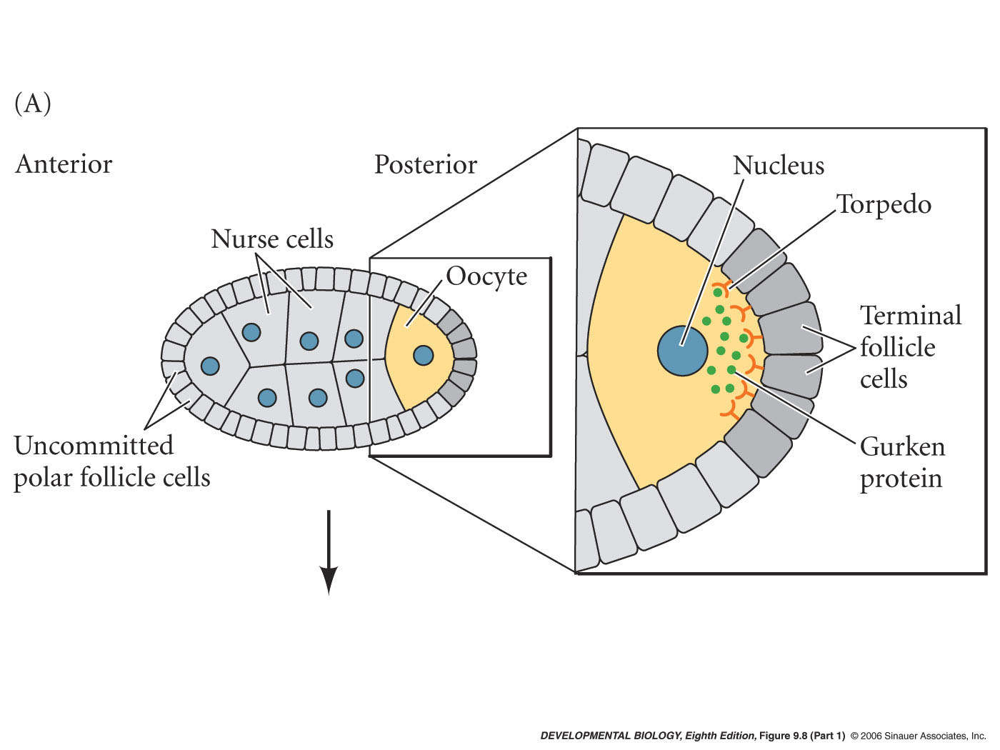 (A)
Anterior
Posterior
Nurse cells
Oocyte
Uncommitted
polar follicle cells
Nucleus
Torpedo
Terminal
follicle
cells
Gurken
protein
DEVELOPMENTAL BIOLOGY, Eighth Edition, Figure 9.8 (Part 1) © 2006 Sinauer Associates, Inc.